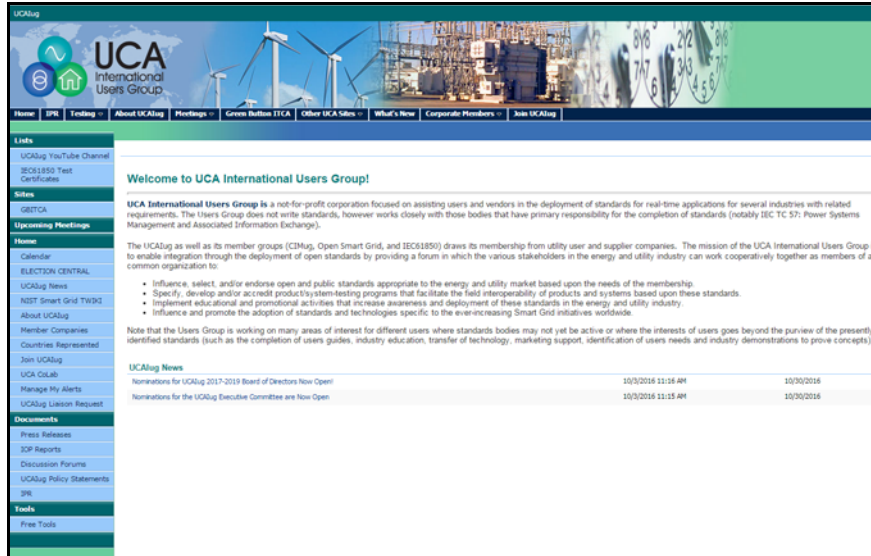 UCAIug
UCA
International
Users Group
Home IPR Testing About UCAIug Meetings Green Button ITCA Other UCA Sites What's New Corporate Members Join UCAIug
Lists
UCAIug YouTube Channel
IEC61850 Test
Certificates
Sites
GBITCA
Upcoming Meetings
Home
Calendar
ELECTION CENTRAL
UCAIug News
NIST Smart Grid TWIKI
About UCAIug
Member Companies
Countries Represented
Join UCAIug
UCA CoLab
Manage My Alerts
UCAIug Liaison Request
Documents
Press Releases
IOP Reports
Discussion Forums
UCAIug Policy Statements
IPR
Tools
Free Tools
Welcome to UCA International Users Group!
UCA International Users Group is a not-for-profit corporation focused on assisting users and vendors in the deployment of standards for real-time applications for several industries with related
requirements. The Users Group does not write standards, however works closely with those bodies that have primary responsibility for the completion of standards (notably IEC TC 57: Power Systems
Management and Associated Information Exchange).
The UCAIug as well as its member groups (CIMug, Open Smart Grid, and IEC61850) draws its membership from utility user and supplier companies. The mission of the UCA International Users Group
to enable integration through the deployment of open standards by providing a forum in which the various stakeholders in the energy and utility industry can work cooperatively together as members of a
common organization to:
• Influence, select, and/or endorse open and public standards appropriate to the energy and utility market based upon the needs of the membership.
• Specify, develop and/or accredit product/system-testing programs that facilitate the field interoperability of products and systems based upon these standards.
• Implement educational and promotional activities that increase awareness and deployment of these standards in the energy and utility industry.
• Influence and promote the adoption of standards and technologies specific to the ever-increasing Smart Grid initiatives worldwide.
Note that the Users Group is working on many areas of interest for different users where standards bodies may not yet be active or where the interests of users goes beyond the purview of the presently
identified standards (such as the completion of users guides, industry education, transfer of technology, marketing support, identification of users needs and industry demonstrations to prove concepts)
UCAIug News
Nominations for UCAIug 2017-2019 Board of Directors Now Open! 10/3/2016 11:16 AM 10/30/2016
Nominations for the UCAIug Executive Committee are Now Open 10/3/2016 11:15 AM 10/30/2016